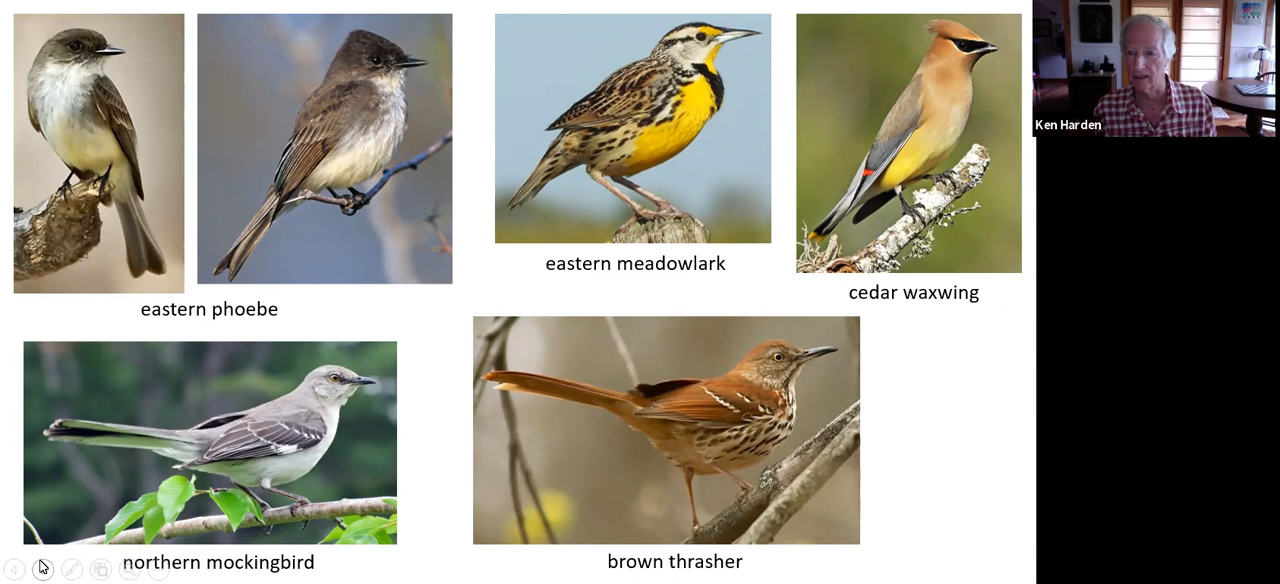 Ken Harden
eastern meadowlark
cedar waxwing
eastern phoebe
northern mockingbird
brown thrasher